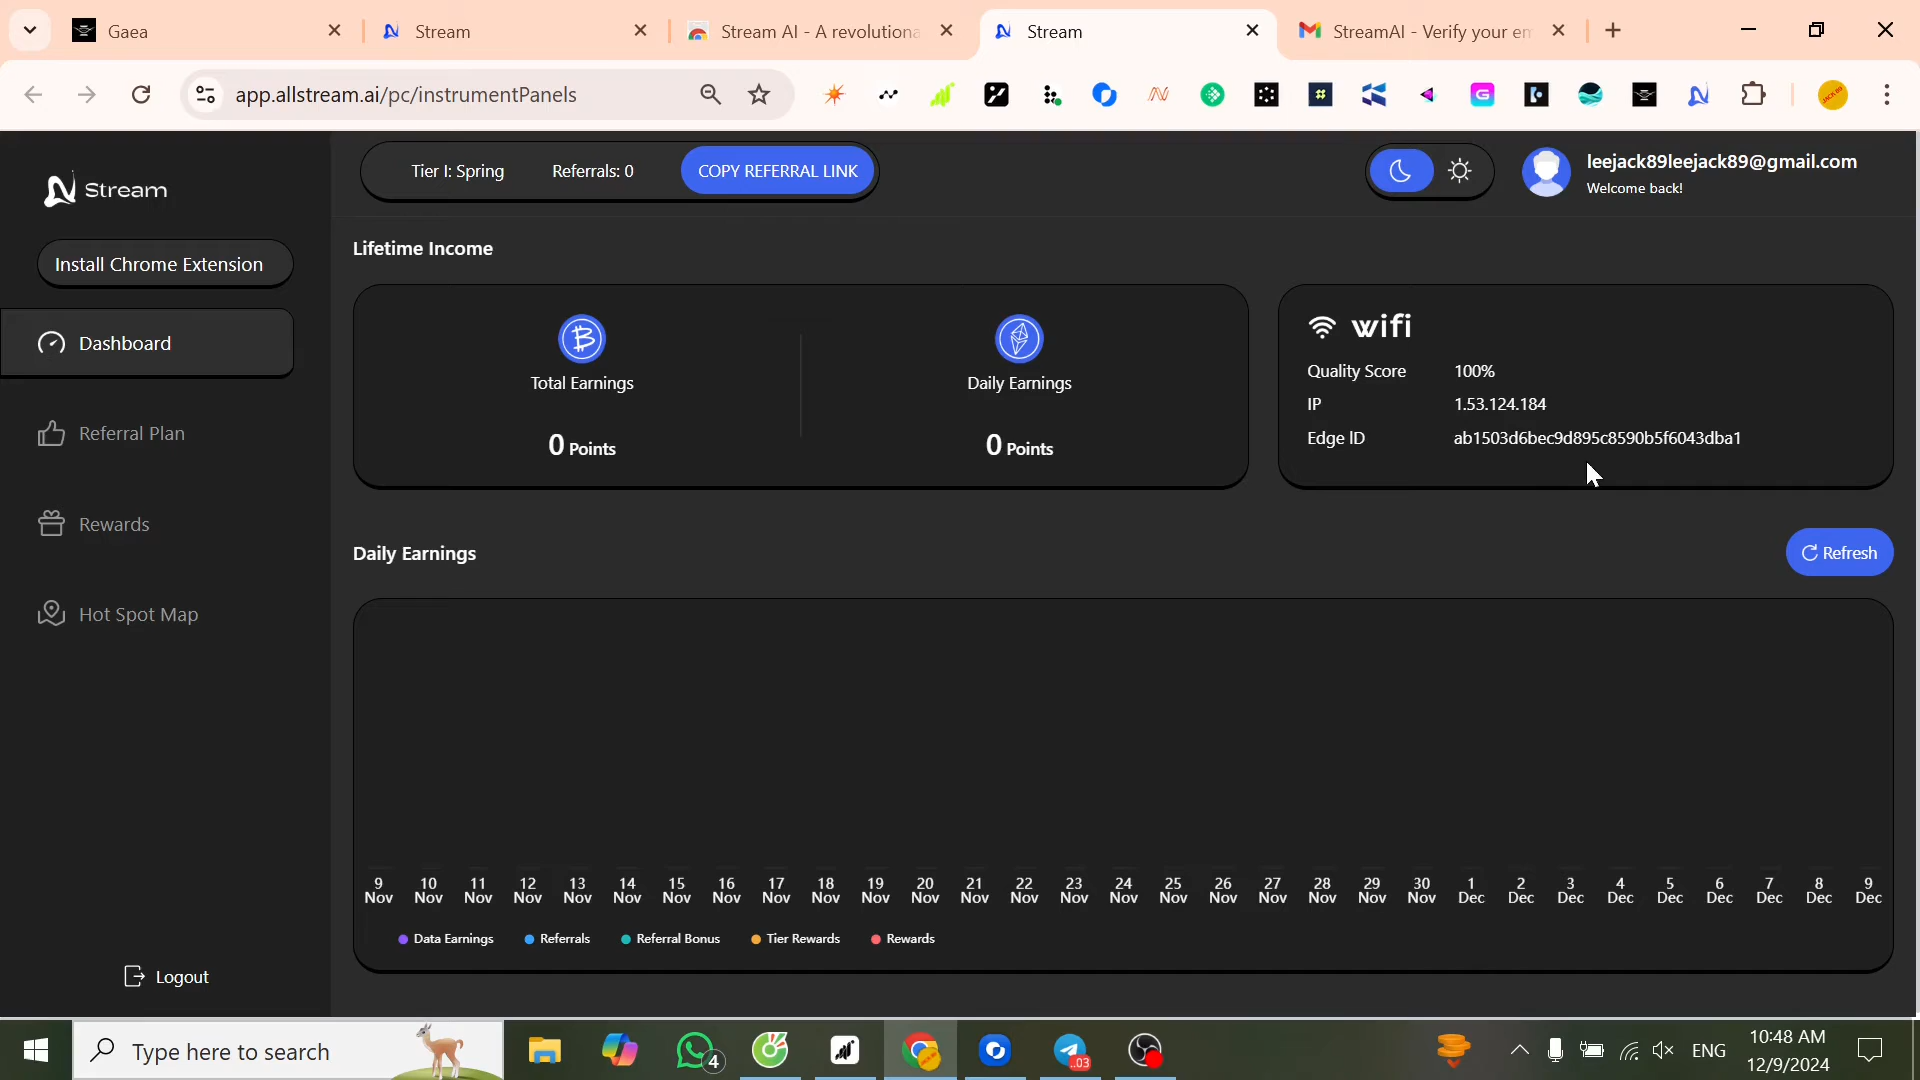 Gaea
Stream
Stream AI - A revolutiona
Stream
StreamAI - Verify your em
app.allstream.ai/pc/instrumentPanels
Stream
Tier I: Spring
Referrals: 0
COPY REFERRAL LINK
leejack89leejack89@gmail.com
Welcome back!
Install Chrome Extension
Dashboard
Referral Plan
Rewards
Hot Spot Map
Logout
Lifetime Income
Total Earnings
0 Points
Daily Earnings
0 Points
wifi
Quality Score 100%
IP 1.53.124.184
Edge ID ab1503d6bec9d895c8590b5f6043dba1
Daily Earnings
Refresh
9 10 11 12 13 14 15 16 17 18 19 20 21 22 23 24 25 26 27 28 29 30 1 2 3 4 5 6 7 8 9
Nov Nov Nov Nov Nov Nov Nov Nov Nov Nov Nov Nov Nov Nov Nov Nov Nov Nov Nov Nov Nov Nov Dec Dec Dec Dec Dec Dec Dec Dec Dec
Data Earnings Referrals Referral Bonus Tier Rewards Rewards
Type here to search
4
..03
ENG
10:48 AM
12/9/2024